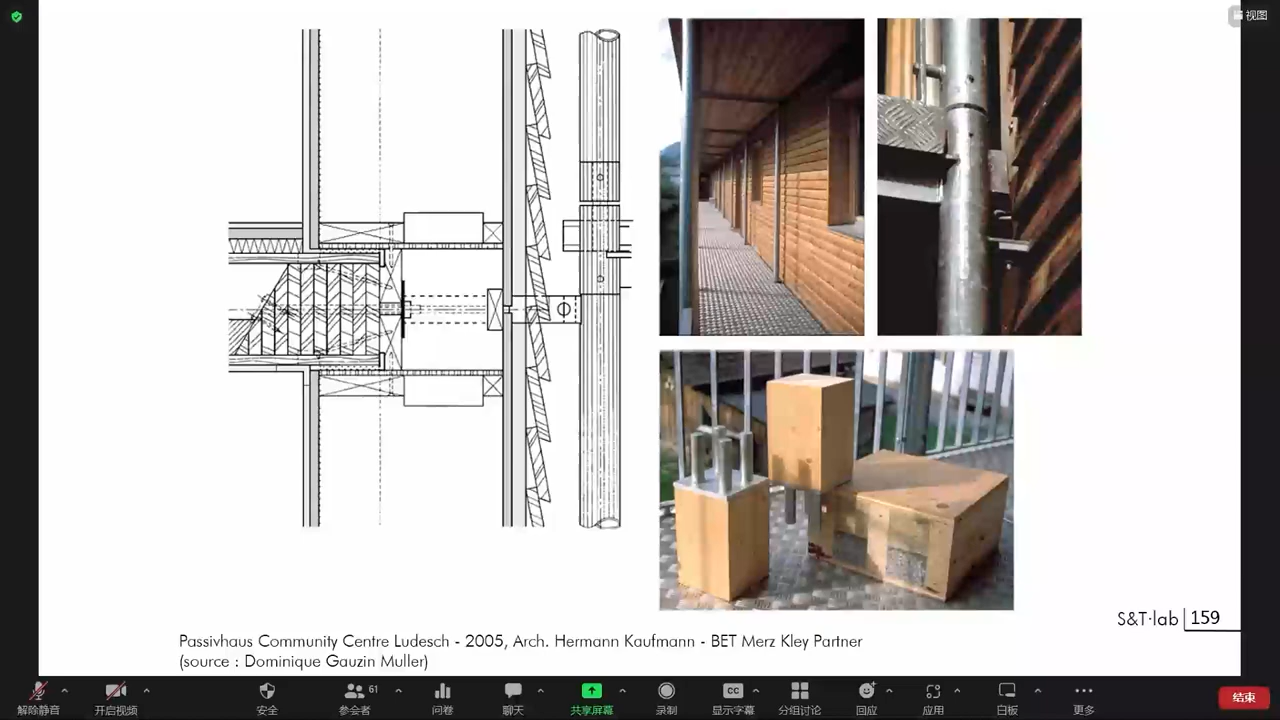 视图
S&T·lab 159
Passivhaus Community Centre Ludesch - 2005, Arch. Hermann Kaufmann - BET Merz Kley Partner
(source : Dominique Gauzin Muller)
解除静音
开启视频
安全
61
参会者
问卷
聊天
共享屏幕
录制
CC
显示字幕
分组讨论
回应
应用
白板
更多
结束